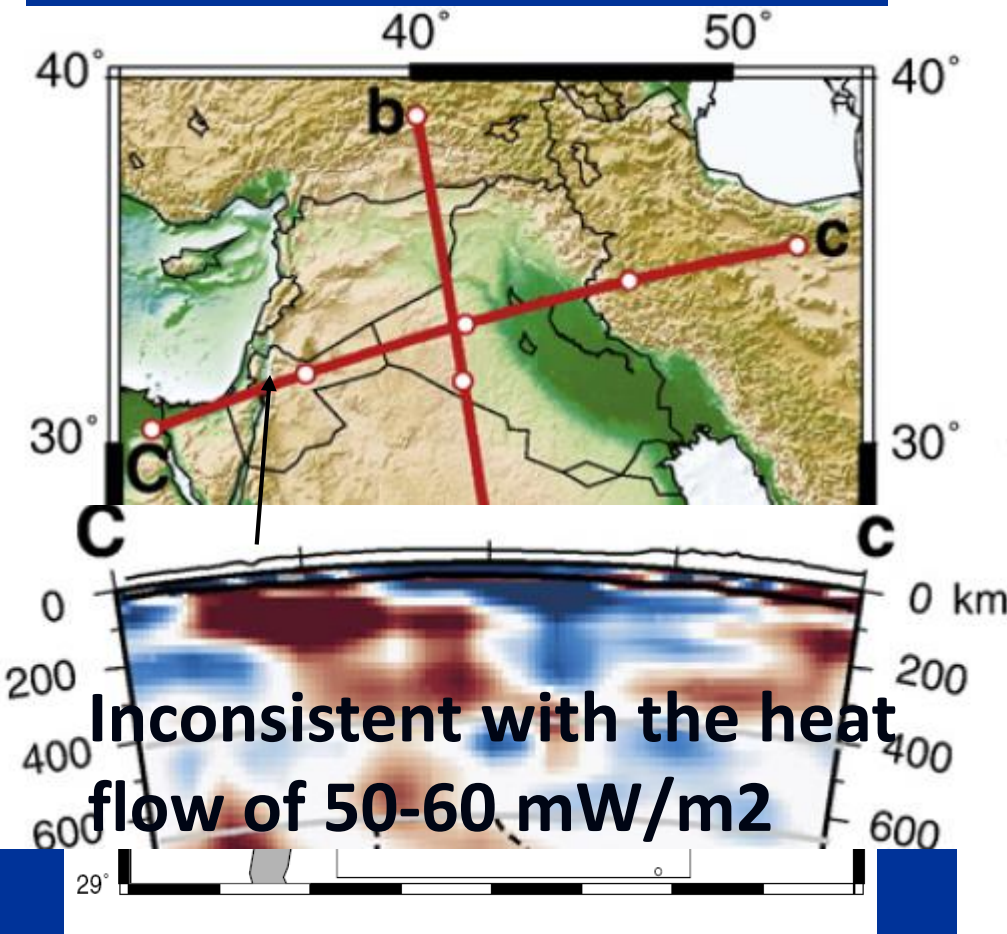 40° 50°
40° 40°
b
c
30° 30°
C
C c
0 0 km
200 200
Inconsistent with the heat
400 400
flow of 50-60 mW/m2
600 600
29°